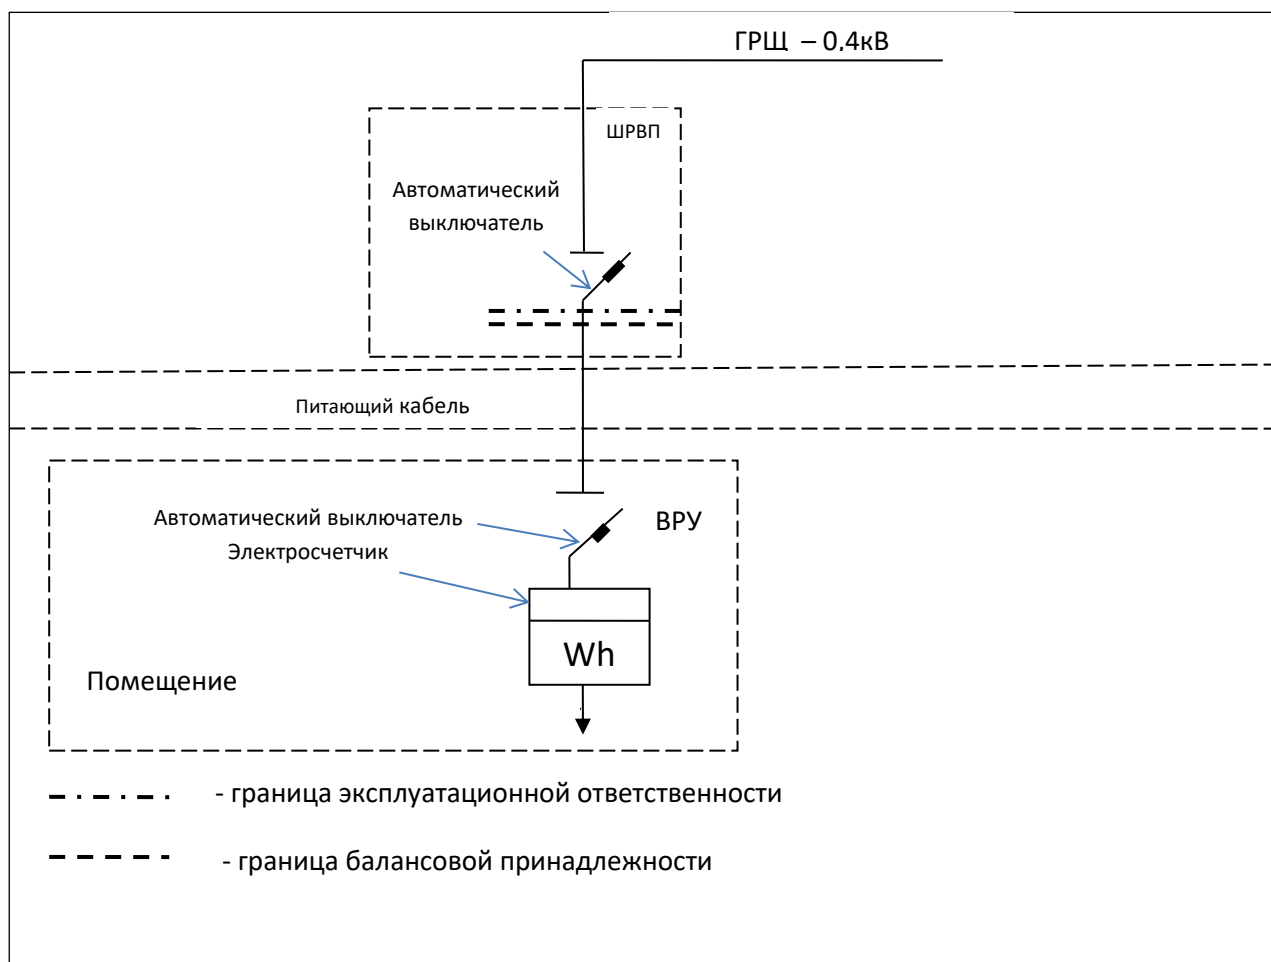 ГРЩ – 0,4кВ
ШРВП
Автоматический
выключатель
Питающий кабель
Автоматический выключатель
Электросчетчик
ВРУ
Wh
Помещение
- граница эксплуатационной ответственности
- граница балансовой принадлежности